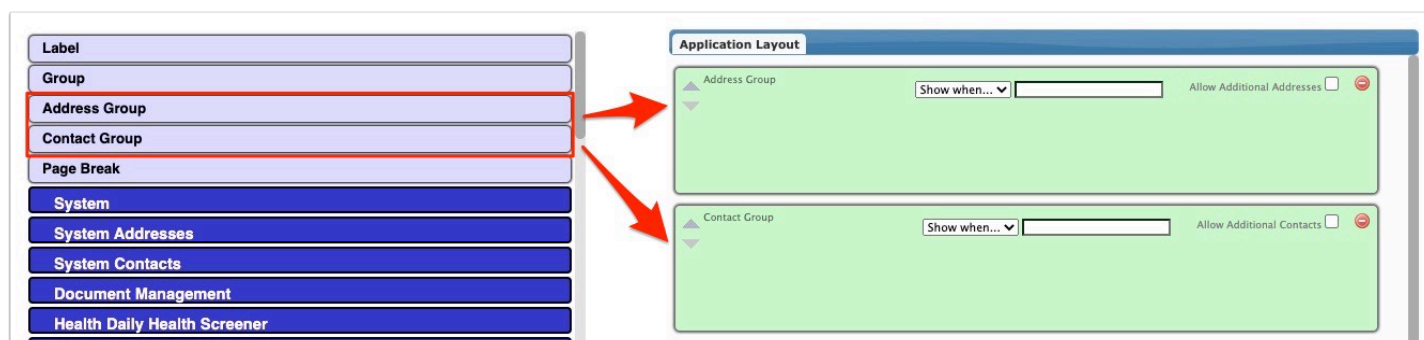 Label
Group
Address Group
Contact Group
Page Break
System
System Addresses
System Contacts
Document Management
Health Daily Health Screener
Application Layout
Address Group
Show when...
Allow Additional Addresses
Contact Group
Show when...
Allow Additional Contacts